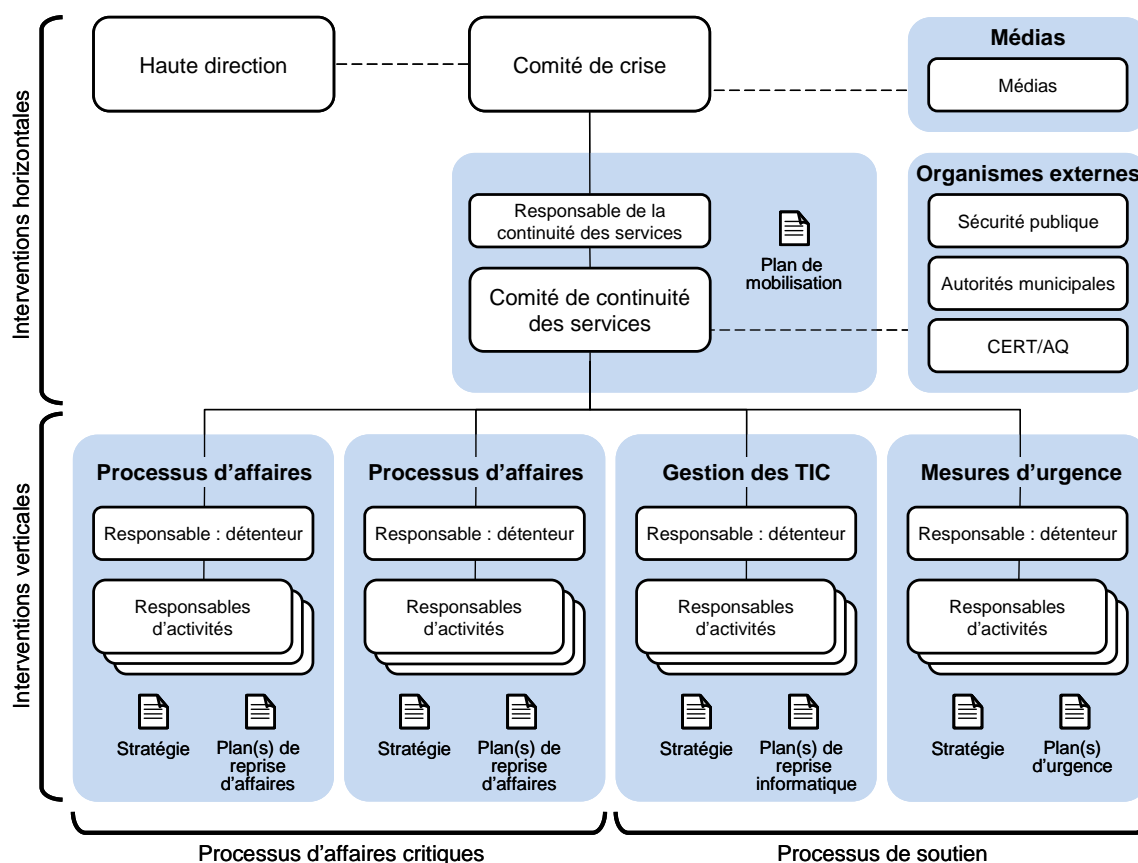 Interventions horizontales
Haute direction
Comité de crise
Médias
Médias
Responsable de la
continuité des services
Comité de continuité
des services
Plan de
mobilisation
Organismes externes
Sécurité publique
Autorités municipales
CERT/AQ
Interventions verticales
Processus d’affaires
Responsable : détenteur
Responsables
d’activités
Stratégie
Plan(s) de
reprise
d’affaires
Processus d’affaires
Responsable : détenteur
Responsables
d’activités
Stratégie
Plan(s) de
reprise
d’affaires
Gestion des TIC
Responsable : détenteur
Responsables
d’activités
Stratégie
Plan(s) de
reprise
informatique
Mesures d’urgence
Responsable : détenteur
Responsables
d’activités
Stratégie
Plan(s)
d’urgence
Processus d’affaires critiques
Processus de soutien